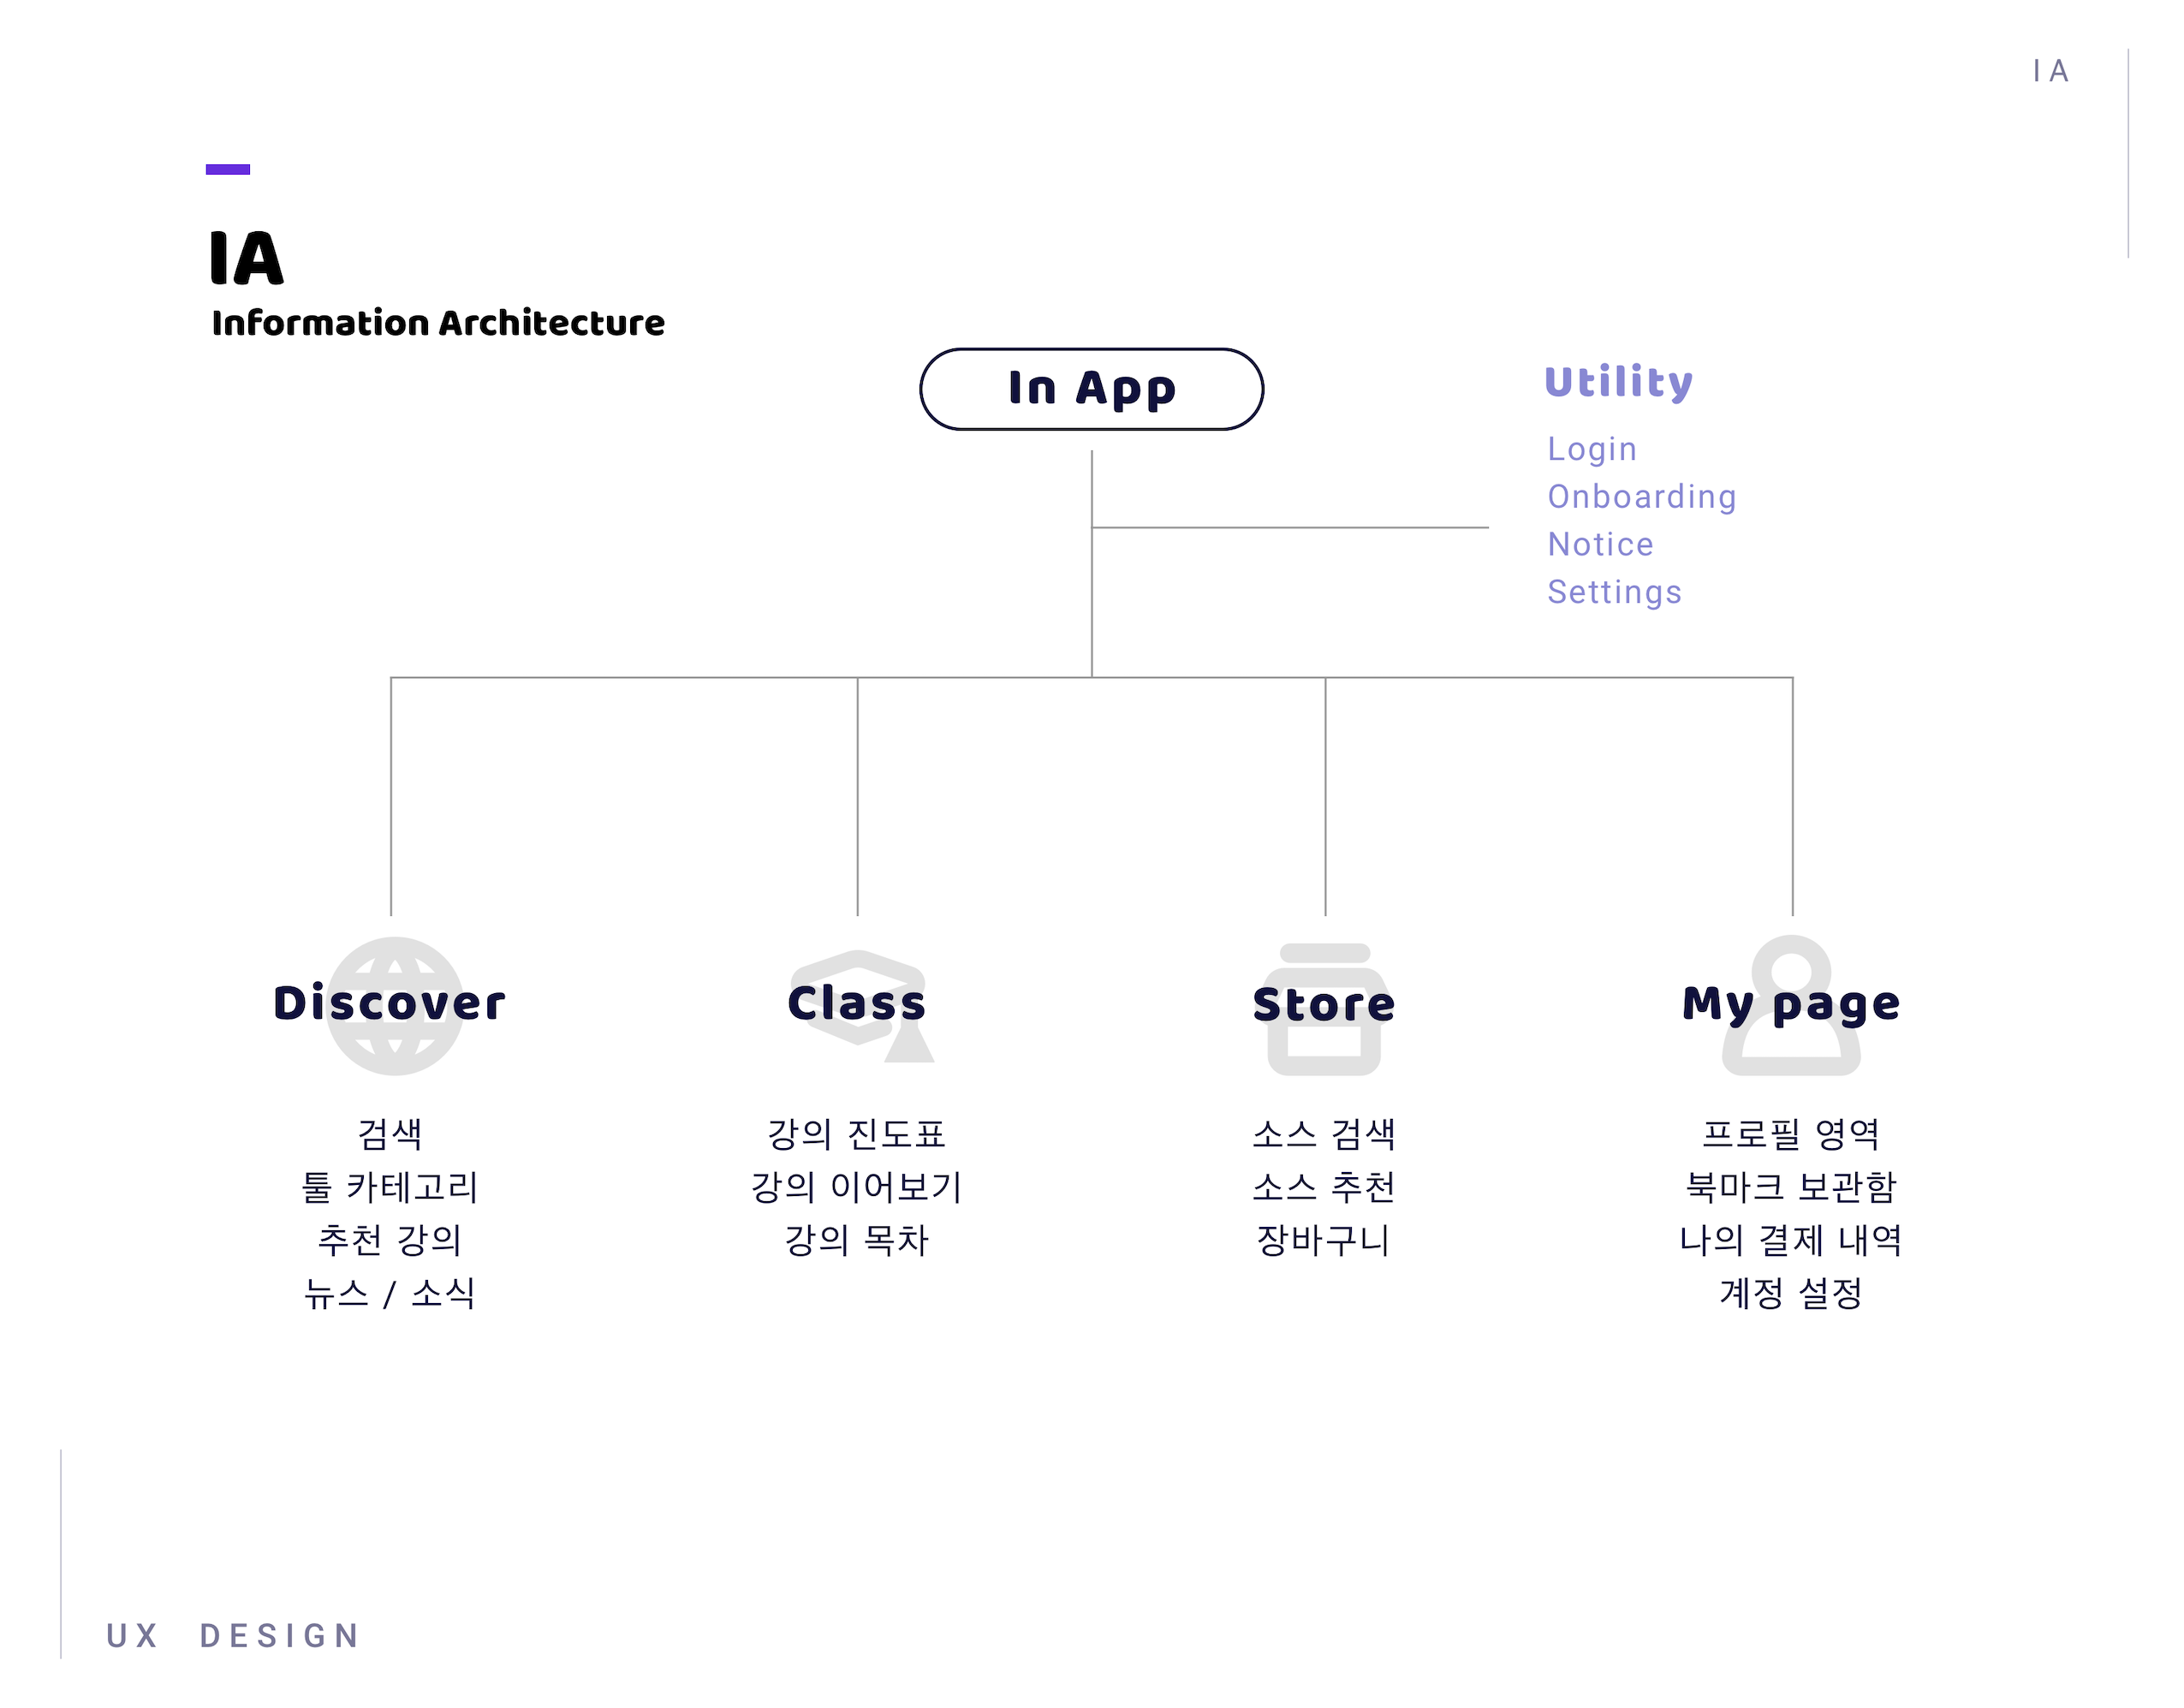 IA
IA
Information Architecture
In App
Utility
Login
Onboarding
Notice
Settings
Discover
검색
툴 카테고리
추천 강의
뉴스 / 소식
Class
강의 진도표
강의 이어보기
강의 목차
Store
소스 검색
소스 추천
장바구니
My page
프로필 영역
북마크 보관함
나의 결제 내역
계정 설정
UX DESIGN